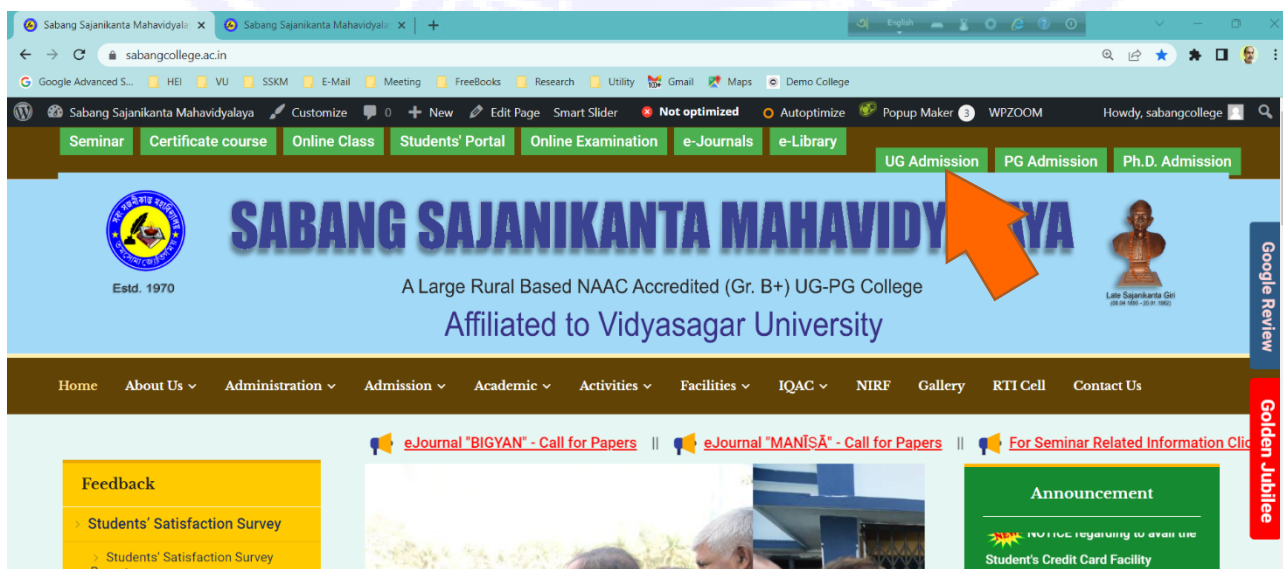 Sabang Sajanikanta Mahavidyala
Sabang Sajanikanta Mahavidyala
English
sabangcollege.ac.in
Google Advanced S...
HEI
VU
SSKM
E-Mail
Meeting
FreeBooks
Research
Utility
Gmail
Maps
Demo College
Sabang Sajanikanta Mahavidyalaya
Customize
0
New
Edit Page
Smart Slider
Not optimized
Autoptimize
Popup Maker 3
WPZOOM
Howdy, sabangcollege
Seminar
Certificate course
Online Class
Students' Portal
Online Examination
e-Journals
e-Library
UG Admission
PG Admission
Ph.D. Admission
SABANG SAJANIKANTA
Estd. 1970
A Large Rural Based NAAC Accredited (Gr. B+) UG-PG College
Affiliated to Vidyasagar University
Late Sajanikanta Giri
Google Review
Golden Jubilee
Home
About Us
Administration
Admission
Academic
Activities
Facilities
IQAC
NIRF
Gallery
RTI Cell
Contact Us
eJournal "BIGYAN" - Call for Papers || eJournal "MANĪṢĀ" - Call for Papers || For Seminar Related Information Clic
Feedback
Students' Satisfaction Survey
Students' Satisfaction Survey
Announcement
NEW NOTICE regarding to avail the
Student's Credit Card Facility